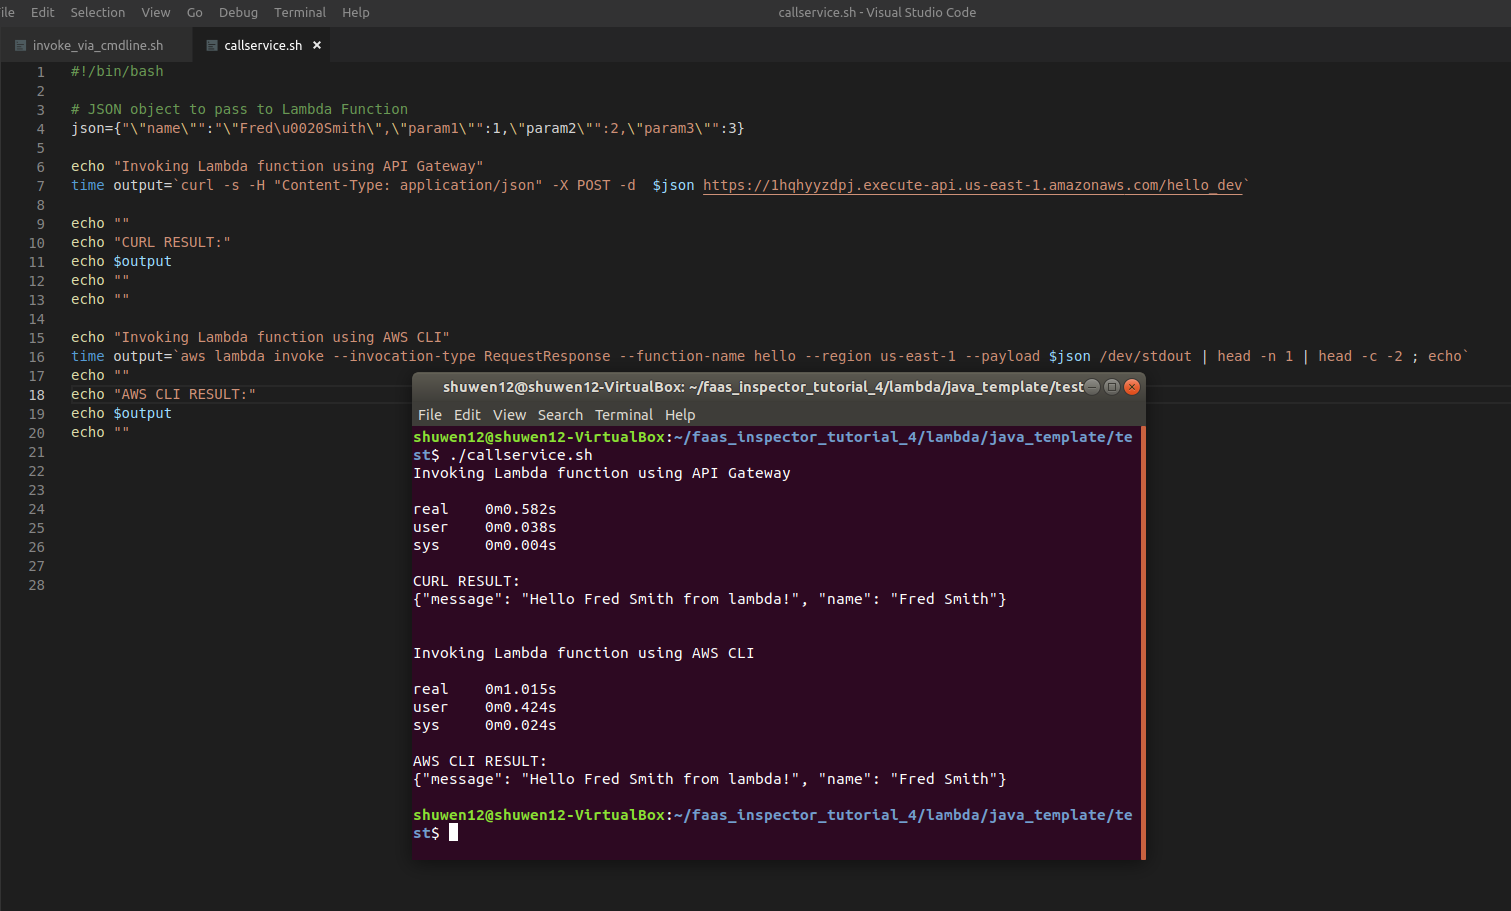 ile Edit Selection View Go Debug Terminal Help callservice.sh - Visual Studio Code
invoke_via_cmdline.sh callservice.sh ×
1 #!/bin/bash
2
3 # JSON object to pass to Lambda Function
4 json={"\"name\"":"\"Fred\u0020Smith\",\"param1\"":1,\"param2\"":2,\"param3\"":3}
5
6 echo "Invoking Lambda function using API Gateway"
7 time output=`curl -s -H "Content-Type: application/json" -X POST -d  $json https://1hqhyyzdpj.execute-api.us-east-1.amazonaws.com/hello_dev`
8
9 echo ""
10 echo "CURL RESULT:"
11 echo $output
12 echo ""
13 echo ""
14
15 echo "Invoking Lambda function using AWS CLI"
16 time output=`aws lambda invoke --invocation-type RequestResponse --function-name hello --region us-east-1 --payload $json /dev/stdout | head -n 1 | head -c -2 ; echo`
17 echo ""
18 echo "AWS CLI RESULT:"
19 echo $output
20 echo ""
21
22
23
24
25
26
27
28
shuwen12@shuwen12-VirtualBox: ~/faas_inspector_tutorial_4/lambda/java_template/test
File Edit View Search Terminal Help
shuwen12@shuwen12-VirtualBox:~/faas_inspector_tutorial_4/lambda/java_template/te
st$ ./callservice.sh
Invoking Lambda function using API Gateway
real 0m0.582s
user 0m0.038s
sys 0m0.004s
CURL RESULT:
{"message": "Hello Fred Smith from lambda!", "name": "Fred Smith"}
Invoking Lambda function using AWS CLI
real 0m1.015s
user 0m0.424s
sys 0m0.024s
AWS CLI RESULT:
{"message": "Hello Fred Smith from lambda!", "name": "Fred Smith"}
shuwen12@shuwen12-VirtualBox:~/faas_inspector_tutorial_4/lambda/java_template/te
st$